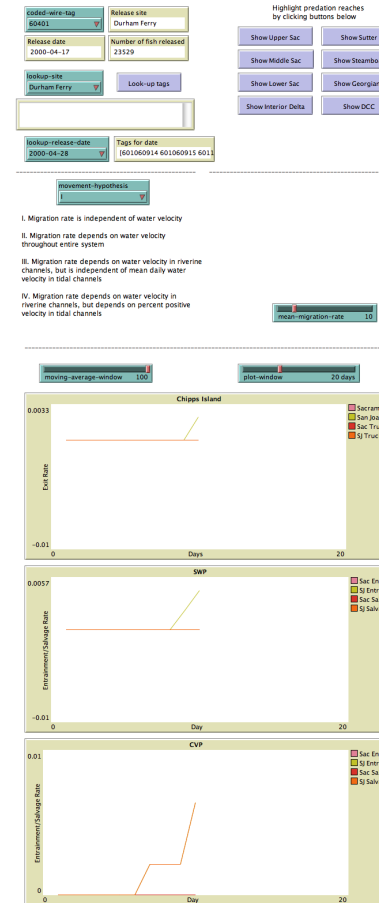 coded-wire-tag
60401
Release site
Durham Ferry
Release date
2000-04-17
Number of fish released
23529
lookup-site
Durham Ferry
Look-up tags
lookup-release-date
2000-04-28
Tags for date
[601060914 601060915 6011
Highlight predation reaches
by clicking buttons below
Show Upper Sac
Show Sutter
Show Middle Sac
Show Steambo
Show Lower Sac
Show Georgian
Show Interior Delta
Show DCC
movement-hypothesis
I
I. Migration rate is independent of water velocity
II. Migration rate depends on water velocity
throughout entire system
III. Migration rate depends on water velocity in riverine
channels, but is independent of mean daily water
velocity in tidal channels
IV. Migration rate depends on water velocity in
riverine channels, but depends on percent positive
velocity in tidal channels
mean-migration-rate 10
moving-average-window 100
plot-window 20 days
Chipps Island
0.0033
Exit Rate
-0.01
0
Days
20
Sacram
San Joa
Sac Tru
SJ Truc
SWP
0.0057
Entrainment/Salvage Rate
-0.01
0
Day
20
Sac En
SJ Entr
Sac Sa
SJ Salv
CVP
0.01
Entrainment/Salvage Rate
0
0
Day
20
Sac En
SJ Entr
Sac Sa
SJ Salv